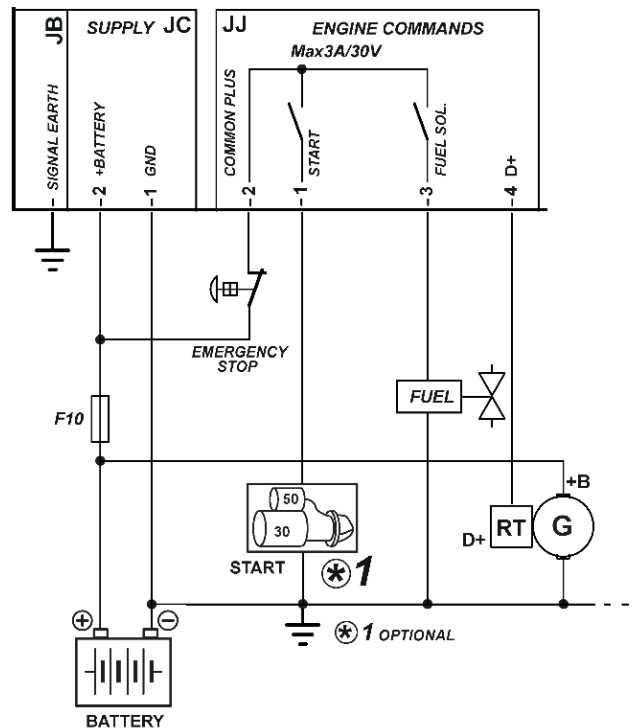 JB
SUPPLY JC
JJ
ENGINE COMMANDS
Max3A/30V
SIGNAL EARTH
+BATTERY
GND
COMMON PLUS
START
FUEL SOL.
D+
-
2
1
2
1
3
4
EMERGENCY
STOP
F10
FUEL
+B
50
30
RT
G
D+
START
*1
*1 OPTIONAL
+
-
BATTERY